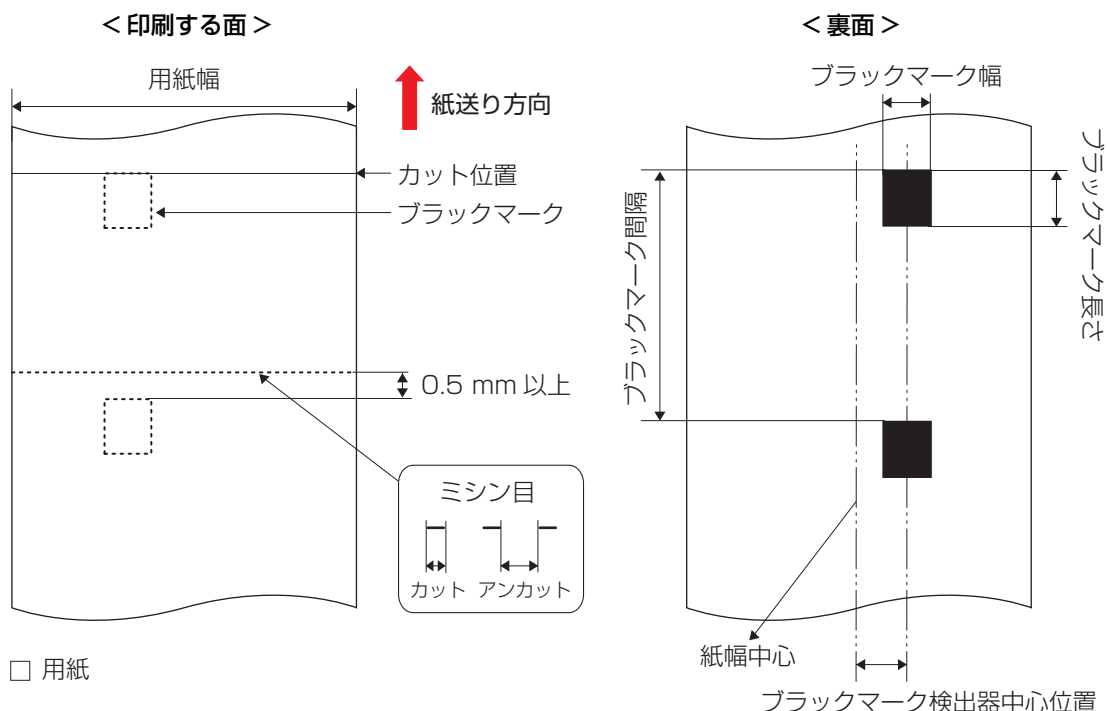 ＜印刷する面＞
用紙幅
紙送り方向
カット位置
ブラックマーク
0.5 mm 以上
ミシン目
カット アンカット
□ 用紙
＜裏面＞
ブラックマーク幅
ブラックマーク長さ
ブラックマーク間隔
紙幅中心
ブラックマーク検出器中心位置